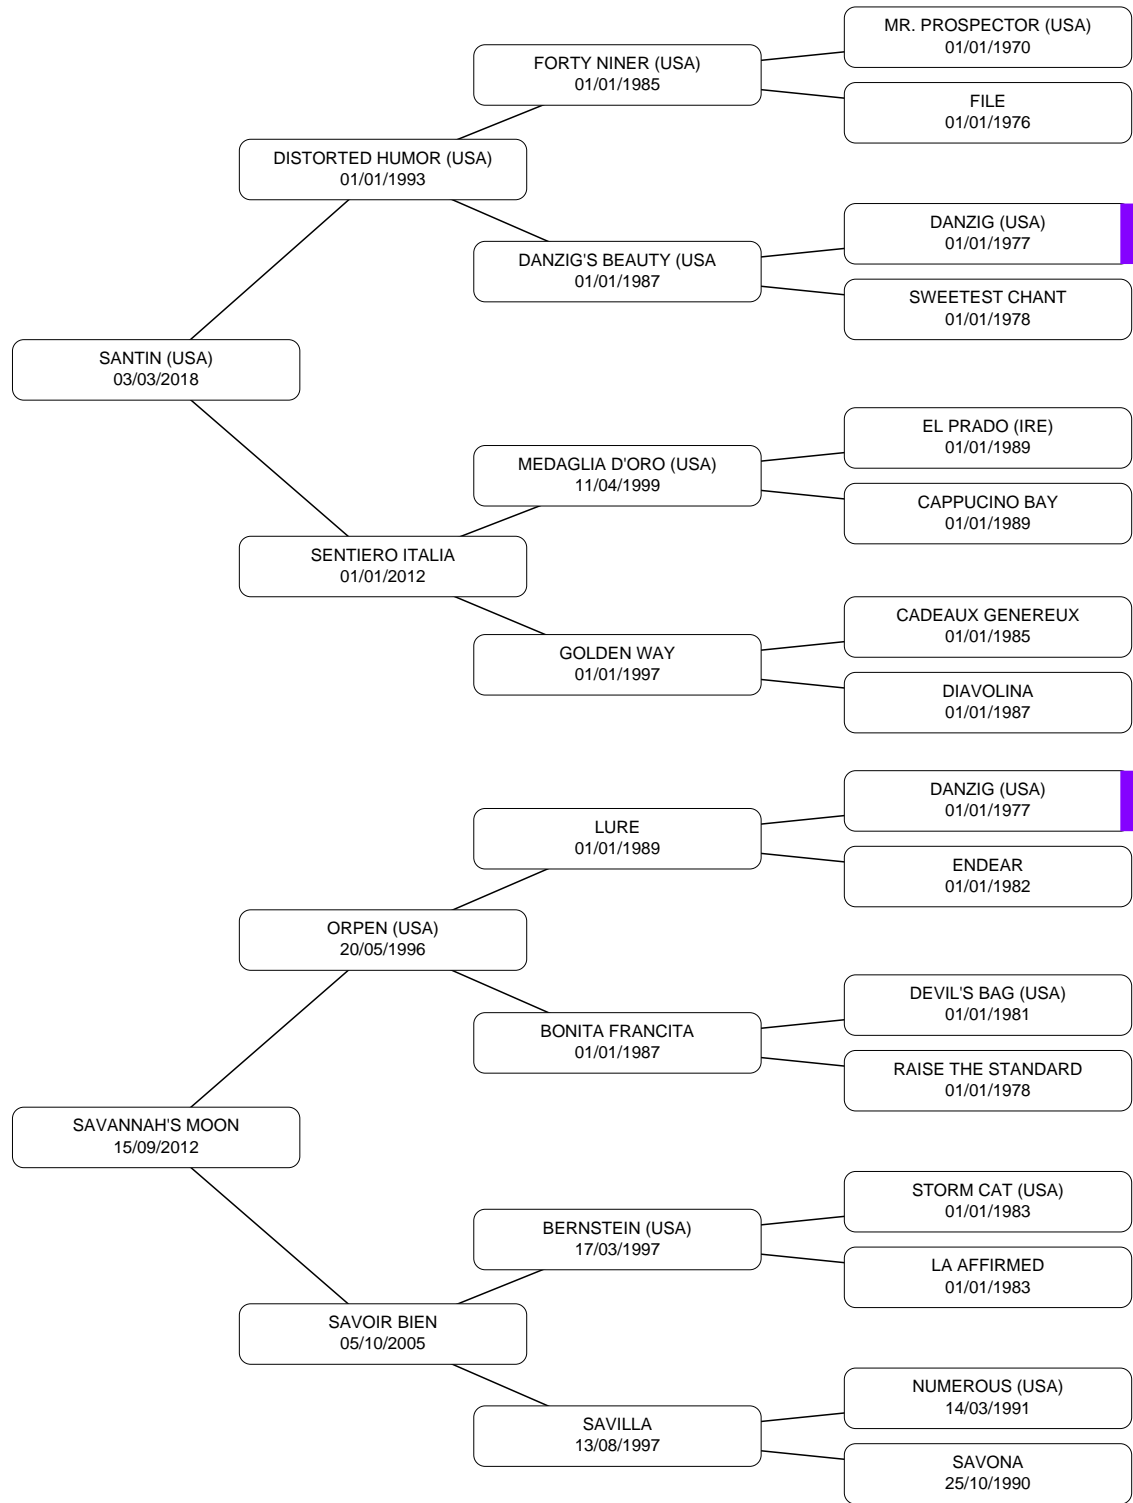 MR. PROSPECTOR (USA)
01/01/1970
FORTY NINER (USA)
01/01/1985
FILE
01/01/1976
DISTORTED HUMOR (USA)
01/01/1993
DANZIG (USA)
01/01/1977
DANZIG'S BEAUTY (USA
01/01/1987
SWEETEST CHANT
01/01/1978
SANTIN (USA)
03/03/2018
EL PRADO (IRE)
01/01/1989
MEDAGLIA D'ORO (USA)
11/04/1999
CAPPUCINO BAY
01/01/1989
SENTIERO ITALIA
01/01/2012
CADEAUX GENEREUX
01/01/1985
GOLDEN WAY
01/01/1997
DIAVOLINA
01/01/1987
DANZIG (USA)
01/01/1977
LURE
01/01/1989
ENDEAR
01/01/1982
ORPEN (USA)
20/05/1996
DEVIL'S BAG (USA)
01/01/1981
BONITA FRANCITA
01/01/1987
RAISE THE STANDARD
01/01/1978
SAVANNAH'S MOON
15/09/2012
STORM CAT (USA)
01/01/1983
BERNSTEIN (USA)
17/03/1997
LA AFFIRMED
01/01/1983
SAVOIR BIEN
05/10/2005
NUMEROUS (USA)
14/03/1991
SAVILLA
13/08/1997
SAVONA
25/10/1990